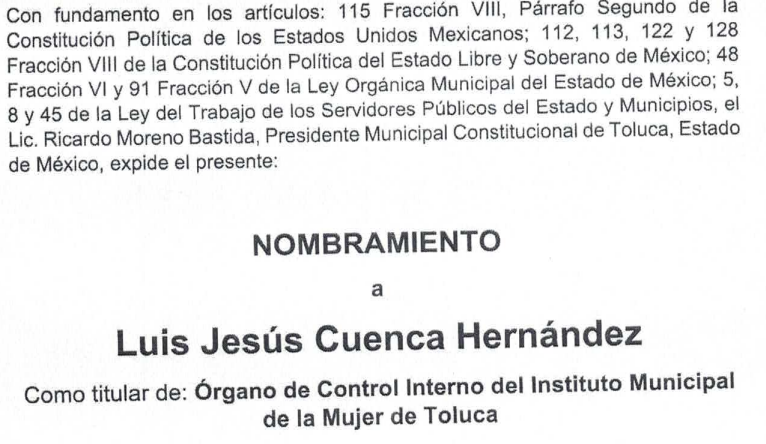 Con fundamento en los artículos: 115 Fracción VIII, Párrafo Segundo de la
Constitución Política de los Estados Unidos Mexicanos; 112, 113, 122 y 128
Fracción VIII de la Constitución Política del Estado Libre y Soberano de México; 48
Fracción VI y 91 Fracción V de la Ley Orgánica Municipal del Estado de México; 5,
8 y 45 de la Ley del Trabajo de los Servidores Públicos del Estado y Municipios, el
Lic. Ricardo Moreno Bastida, Presidente Municipal Constitucional de Toluca, Estado
de México, expide el presente:
NOMBRAMIENTO
a
Luis Jesús Cuenca Hernández
Como titular de: Órgano de Control Interno del Instituto Municipal
de la Mujer de Toluca